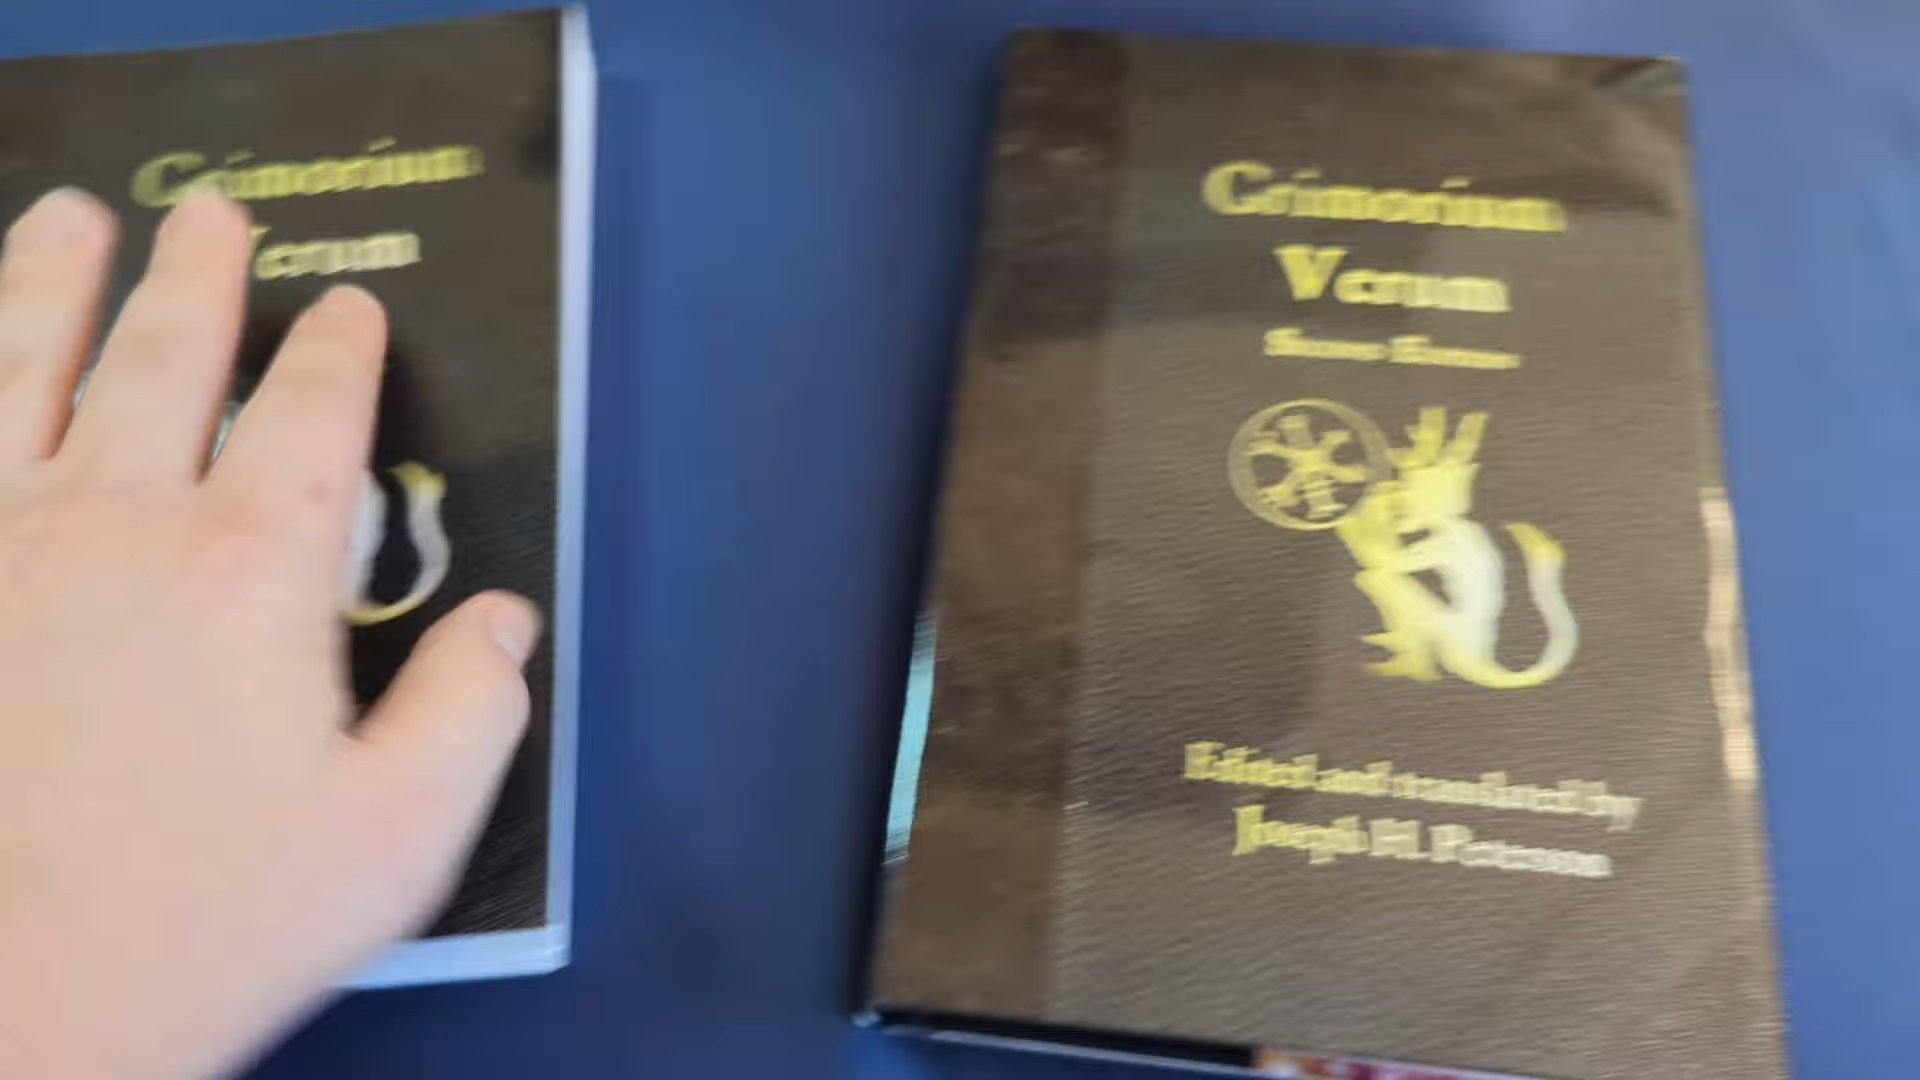 Grimorium
Verum
Grimorium
Verum
Edited and translated by
Joseph H. Peterson